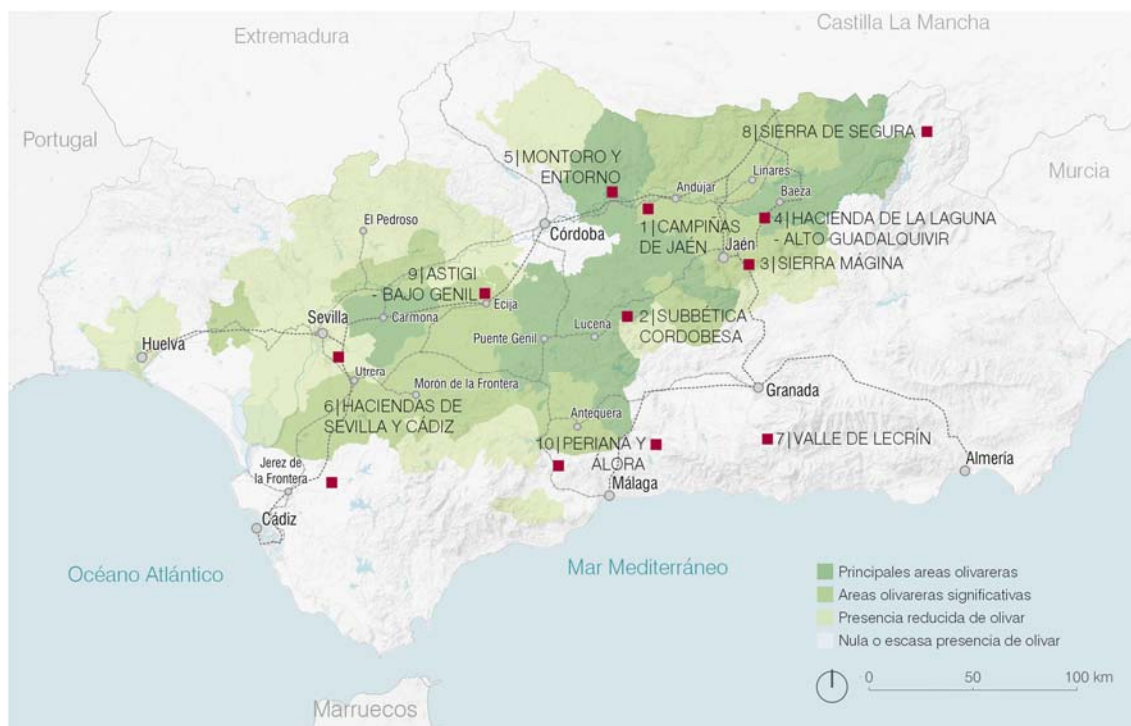 Extremadura
Castilla La Mancha
Portugal
Murcia
8|SIERRA DE SEGURA
5|MONTORO Y
ENTORNO
Linares
Andújar
Baeza
El Pedroso
Córdoba
1|CAMPIÑAS
DE JAÉN
4|HACIENDA DE LA LAGUNA
- ALTO GUADALQUIVIR
Jaén
3|SIERRA MÁGINA
9|ASTIGI
- BAJO GENIL
Ecija
Carmona
Sevilla
Huelva
Puente Genil
Lucena
2|SUBBÉTICA
CORDOBESA
Utrera
Morón de la Frontera
Granada
6|HACIENDAS DE
SEVILLA Y CÁDIZ
Antequera
10|PERIANA Y
ÁLORA
7|VALLE DE LECRÍN
Almería
Jerez de
la Frontera
Málaga
Cádiz
Océano Atlántico
Mar Mediterráneo
Principales areas olivareras
Areas olivareras significativas
Presencia reducida de olivar
Nula o escasa presencia de olivar
0 50 100 km
Marruecos